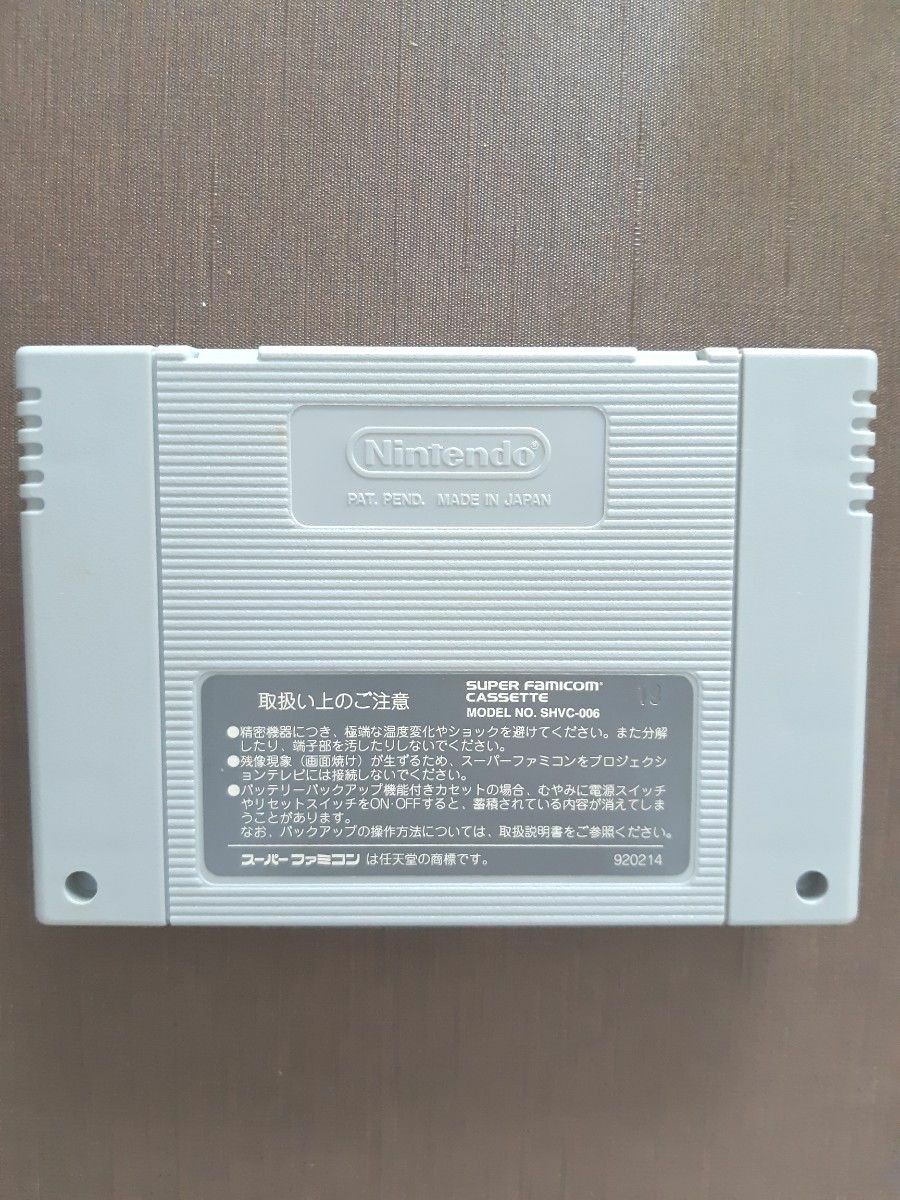 Nintendo®
PAT. PEND. MADE IN JAPAN
取扱い上のご注意
SUPER FAMICOM
CASSETTE
MODEL NO. SHVC-006
●精密機器につき、極端な温度変化やショックを避けてください。また分解
したり、端子部を汚したりしないでください。
●残像現象（画面焼け）が生ずるため、スーパーファミコンをプロジェクシ
ョンテレビには接続しないでください。
●バッテリーバックアップ機能付きカセットの場合、むやみに電源スイッチ
やリセットスイッチをON·OFFすると、蓄積されている内容が消えてしま
うことがあります。
なお、バックアップの操作方法については、取扱説明書をご参照ください。
スーパーファミコン は任天堂の商標です。
920214